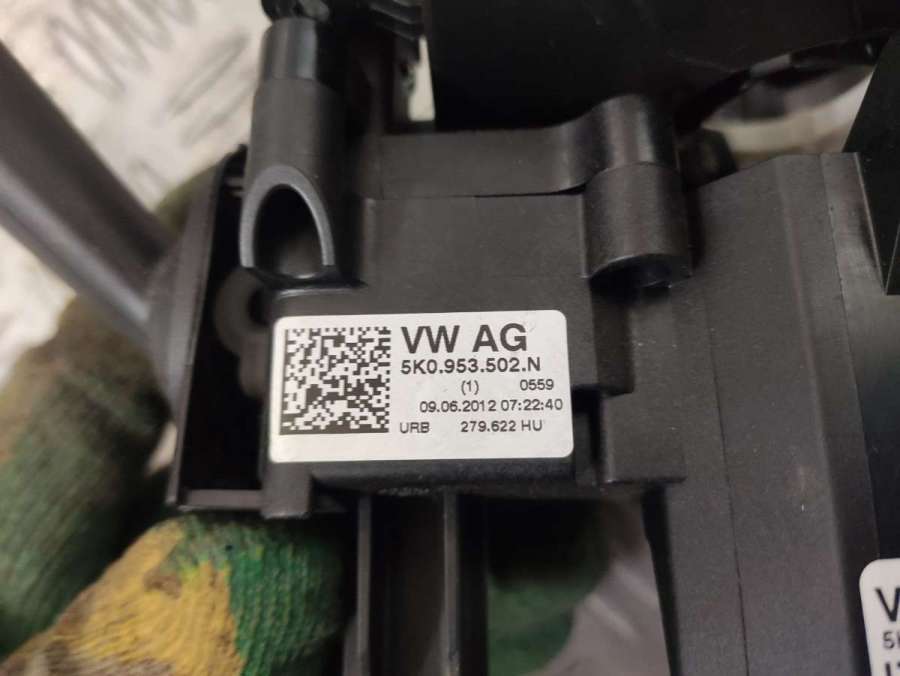 VW AG
5K0.953.502.N
(1) 0559
09.06.2012 07:22:40
URB 279.622 HU